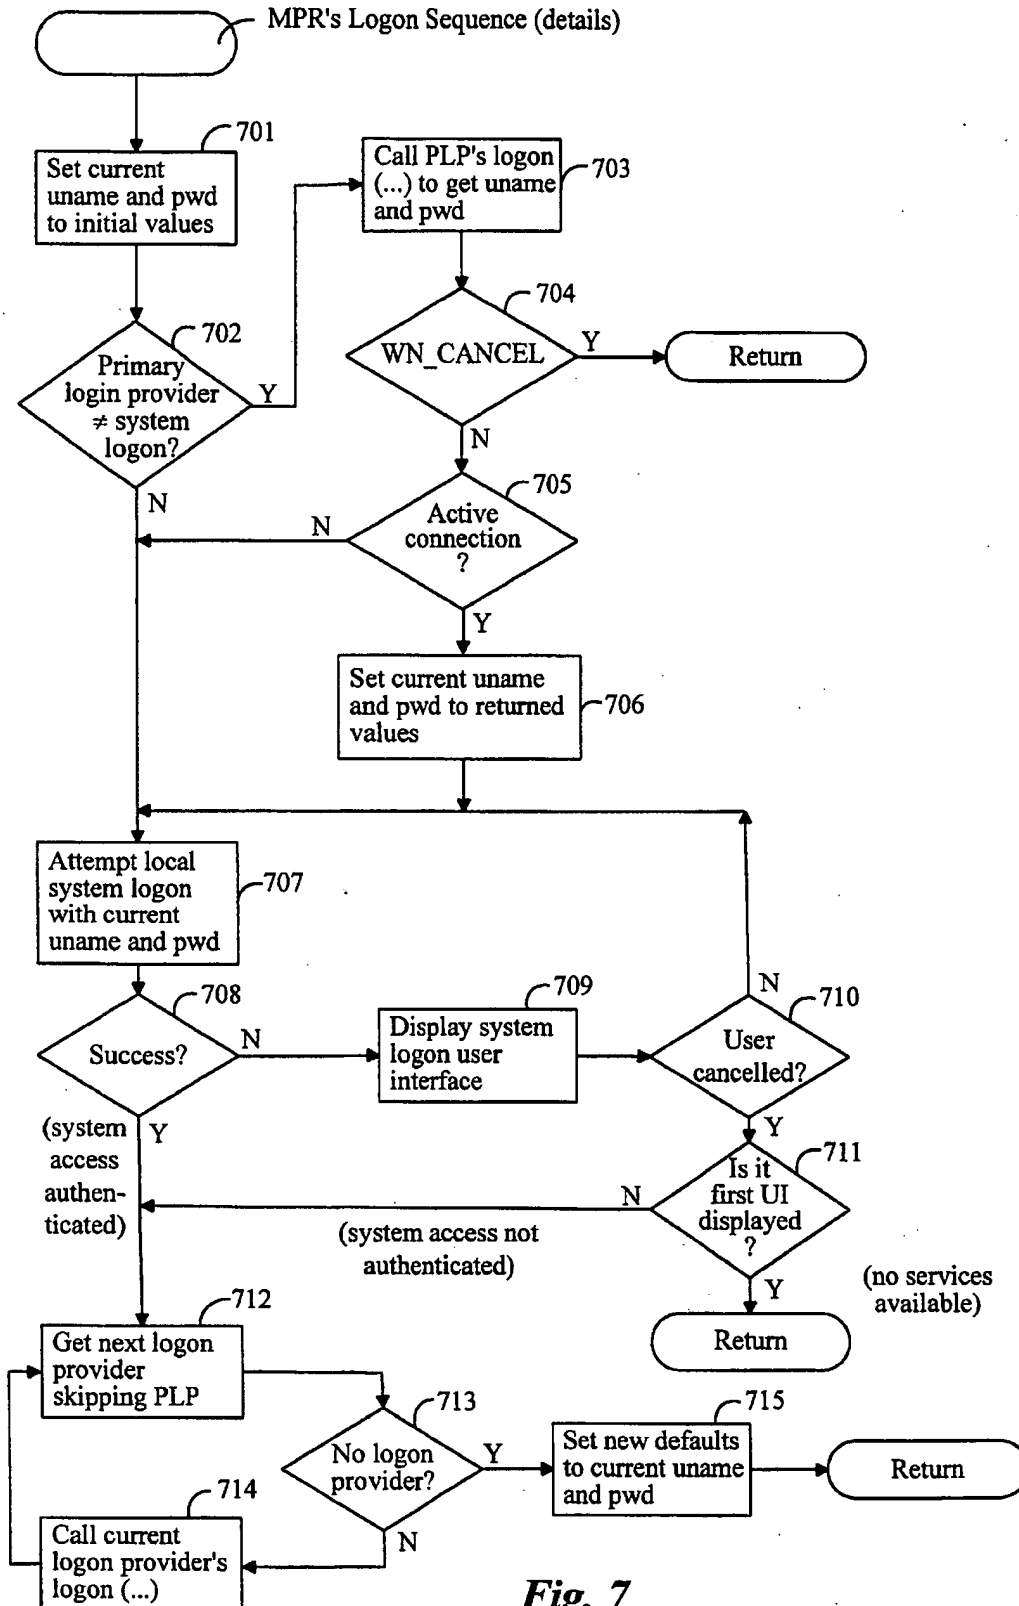 MPR's Logon Sequence (details)
701
Set current
uname and pwd
to initial values
Call PLP's logon
(...) to get uname
and pwd
703
702
Primary
login provider
≠ system
logon?
Y
N
704
WN_CANCEL
Y
Return
N
705
Active
connection
?
N
Y
Set current uname
and pwd to returned
values
706
Attempt local
system logon
with current
uname and pwd
707
708
Success?
N
Y
(system
access
authen-
ticated)
709
Display system
logon user
interface
N
710
User
cancelled?
Y
711
Is it
first UI
displayed
?
N
(system access not
authenticated)
Y
(no services
available)
Return
712
Get next logon
provider
skipping PLP
713
No logon
provider?
Y
N
715
Set new defaults
to current uname
and pwd
Return
714
Call current
logon provider's
logon (...)
Fig. 7